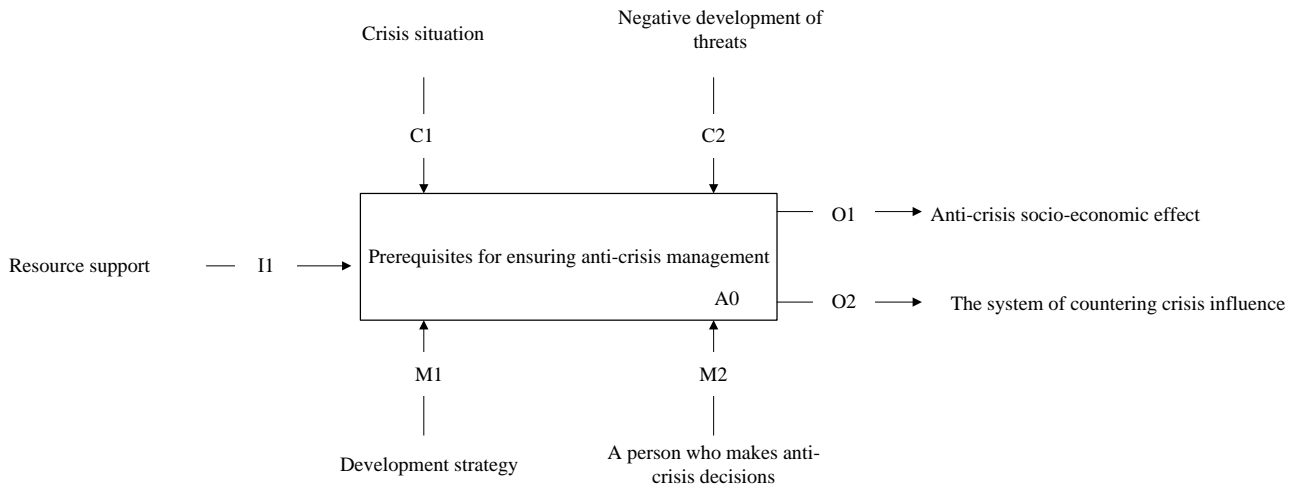 Negative development of
threats
Crisis situation
C1
C2
O1
Anti-crisis socio-economic effect
Prerequisites for ensuring anti-crisis management
Resource support
I1
A0
O2
The system of countering crisis influence
M1
M2
Development strategy
A person who makes anti-
crisis decisions